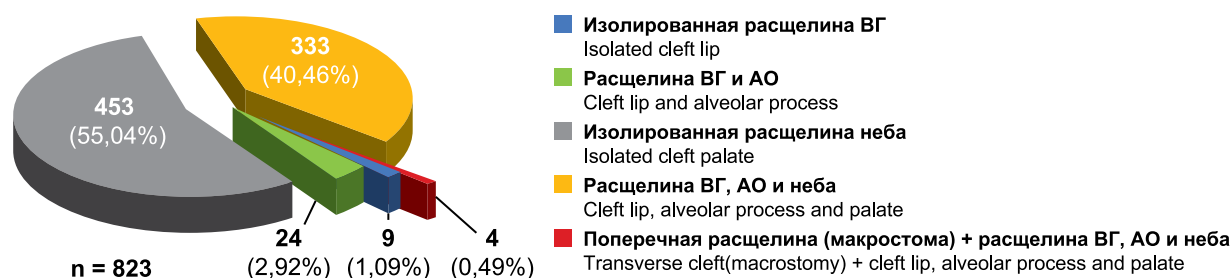 333
(40,46%)
453
(55,04%)
24
(2,92%)
9
(1,09%)
4
(0,49%)
n = 823
Изолированная расщелина ВГ
Isolated cleft lip
Расщелина ВГ и АО
Cleft lip and alveolar process
Изолированная расщелина неба
Isolated cleft palate
Расщелина ВГ, АО и неба
Cleft lip, alveolar process and palate
Поперечная расщелина (макростома) + расщелина ВГ, АО и неба
Transverse cleft(macrostomy) + cleft lip, alveolar process and palate